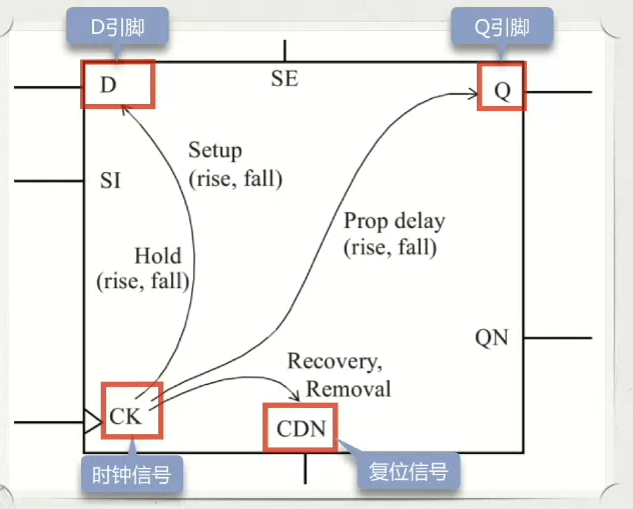 D引脚
Q引脚
D
SE
Q
Setup
(rise, fall)
SI
Prop delay
(rise, fall)
Hold
(rise, fall)
QN
Recovery,
Removal
CK
CDN
时钟信号
复位信号